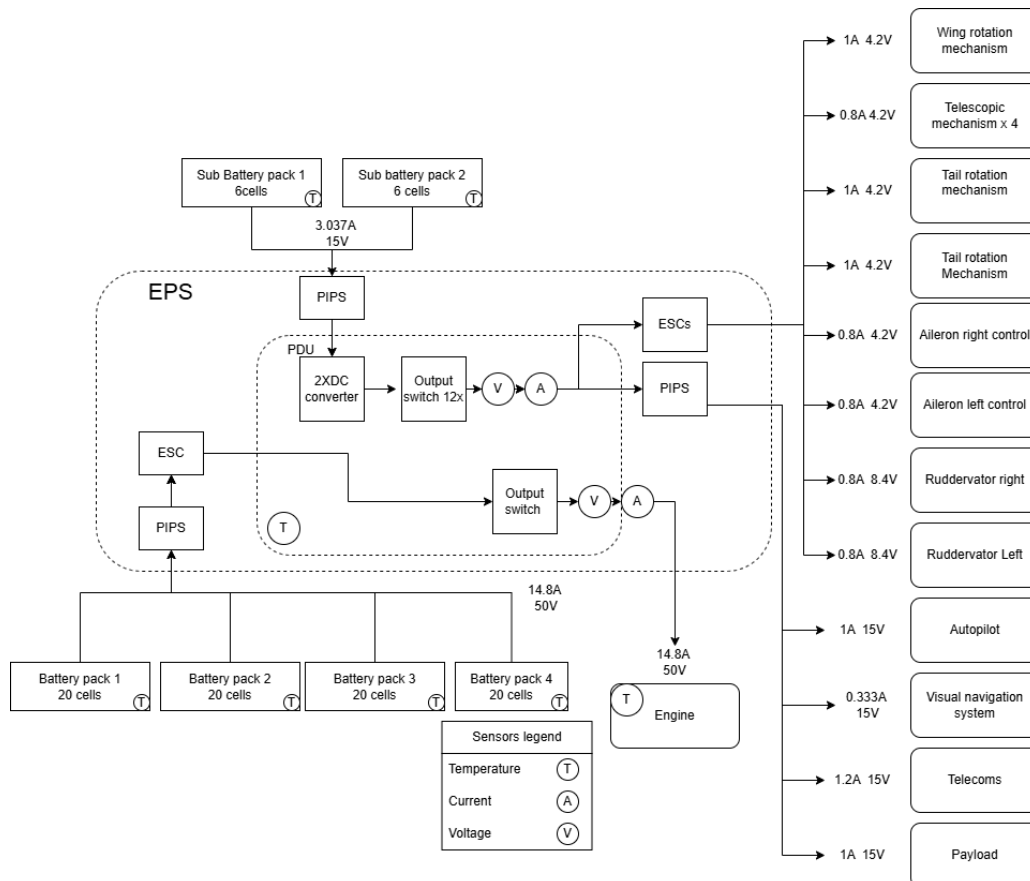 1A 4.2V
Wing rotation
mechanism
0.8A 4.2V
Telescopic
mechanism x 4
Sub Battery pack 1
6cells
T
Sub battery pack 2
6 cells
T
1A 4.2V
Tail rotation
mechanism
3.037A
15V
1A 4.2V
Tail rotation
Mechanism
EPS
PIPS
ESCs
0.8A 4.2V
Aileron right control
PDU
2XDC
converter
Output
switch 12x
V
A
PIPS
0.8A 4.2V
Aileron left control
ESC
0.8A 8.4V
Ruddervator right
Output
switch
V
A
PIPS
T
0.8A 8.4V
Ruddervator Left
14.8A
50V
1A 15V
Autopilot
Battery pack 1
20 cells
T
Battery pack 2
20 cells
T
Battery pack 3
20 cells
T
Battery pack 4
20 cells
T
14.8A
50V
T
Engine
0.333A
15V
Visual navigation
system
Sensors legend
Temperature
T
Current
A
Voltage
V
1.2A 15V
Telecoms
1A 15V
Payload